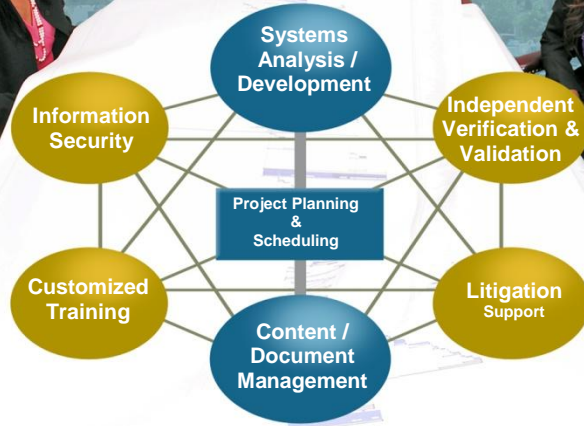 Systems
Analysis /
Development
Information
Security
Independent
Verification &
Validation
Project Planning
&
Scheduling
Customized
Training
Litigation
Support
Content /
Document
Management